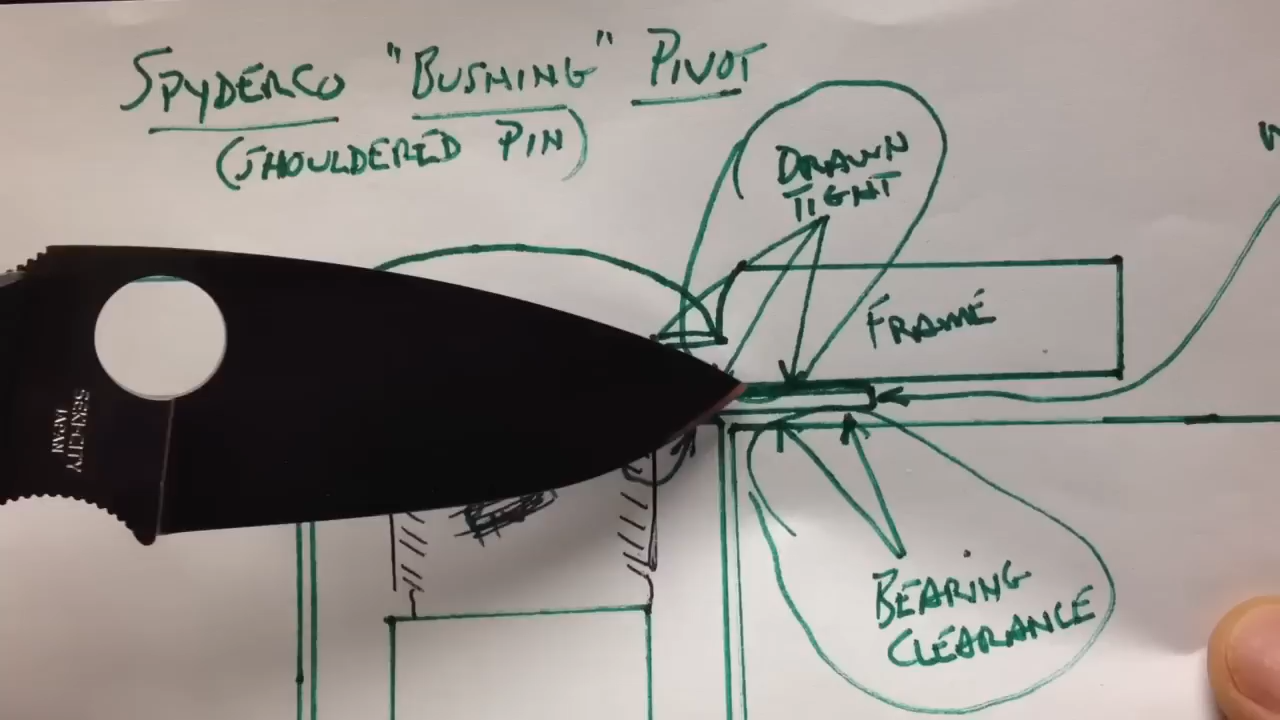 SPYDERCO "BUSHING" PIVOT
(SHOULDERED PIN)
DRAWN
TIGHT
FRAME
SEKI-CITY
JAPAN
BEARING
CLEARANCE